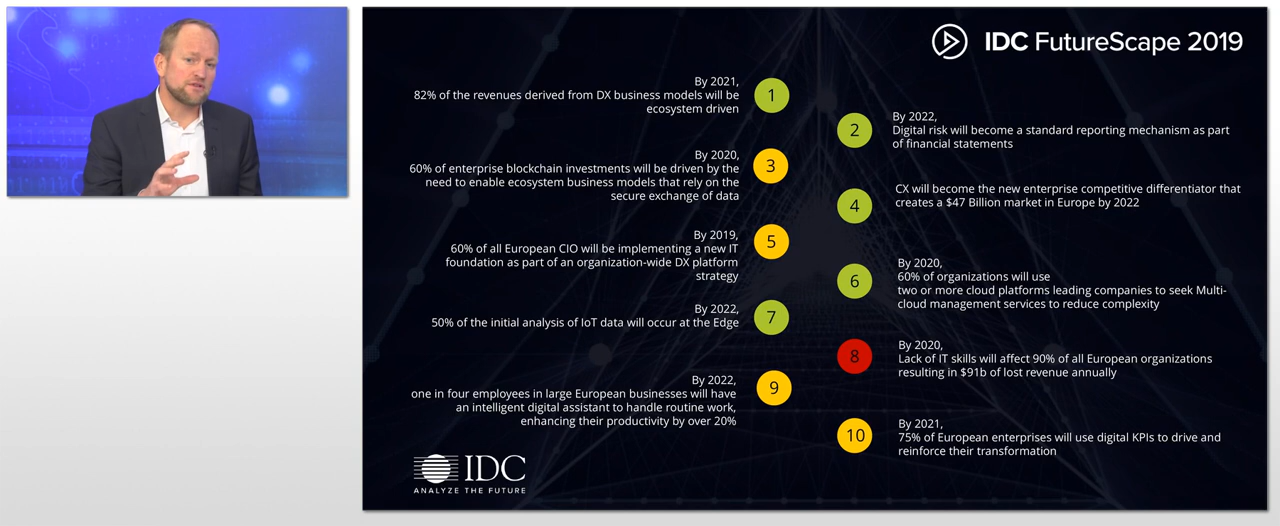 IDC FutureScape 2019
By 2021,
82% of the revenues derived from DX business models will be
ecosystem driven
1
2
By 2022,
Digital risk will become a standard reporting mechanism as part
of financial statements
By 2020,
60% of enterprise blockchain investments will be driven by the
need to enable ecosystem business models that rely on the
secure exchange of data
3
4
CX will become the new enterprise competitive differentiator that
creates a $47 Billion market in Europe by 2022
By 2019,
60% of all European CIO will be implementing a new IT
foundation as part of an organization-wide DX platform
strategy
5
6
By 2020,
60% of organizations will use
two or more cloud platforms leading companies to seek Multi-
cloud management services to reduce complexity
By 2022,
50% of the initial analysis of IoT data will occur at the Edge
7
8
By 2020,
Lack of IT skills will affect 90% of all European organizations
resulting in $91b of lost revenue annually
By 2022,
one in four employees in large European businesses will have
an intelligent digital assistant to handle routine work,
enhancing their productivity by over 20%
9
10
By 2021,
75% of European enterprises will use digital KPIs to drive and
reinforce their transformation
IDC
ANALYZE THE FUTURE